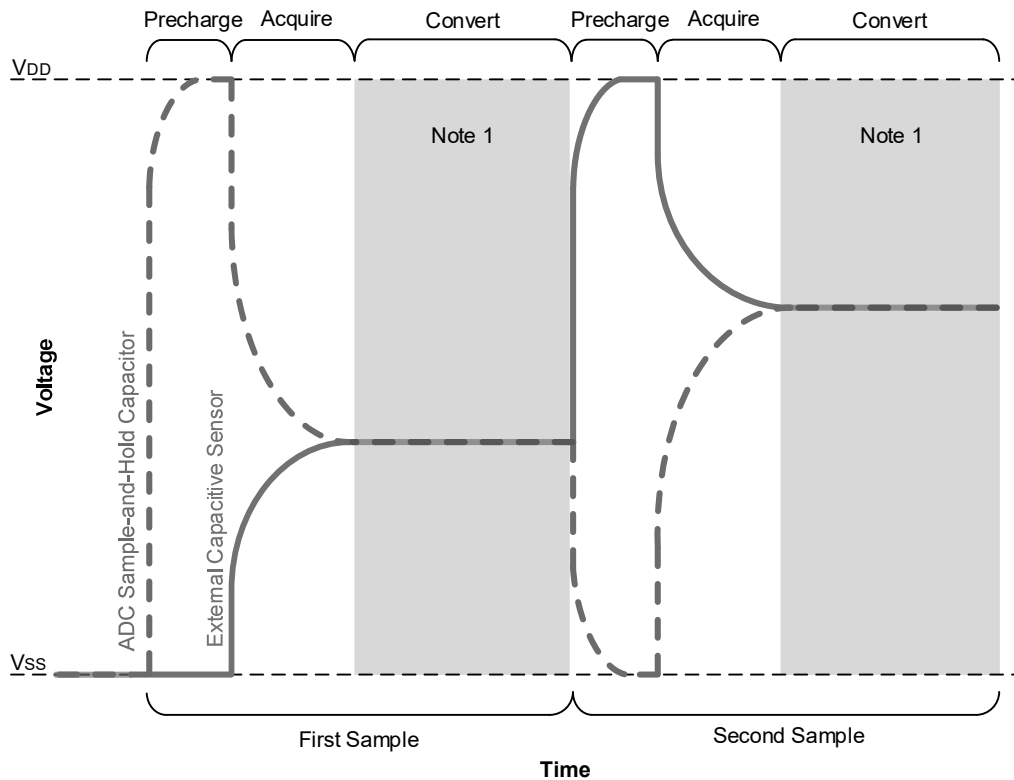 Precharge Acquire Convert Precharge Acquire Convert
VDD
Note 1 Note 1
Voltage
ADC Sample-and-Hold Capacitor
External Capacitive Sensor
VSS
First Sample Second Sample
Time